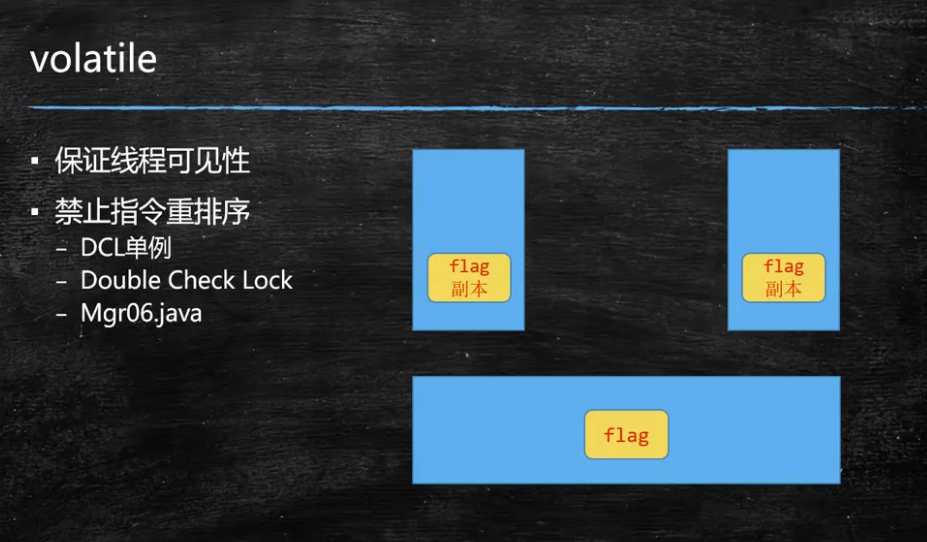 volatile
▪ 保证线程可见性
▪ 禁止指令重排序
– DCL单例
– Double Check Lock
– Mgr06.java
flag
副本
flag
副本
flag